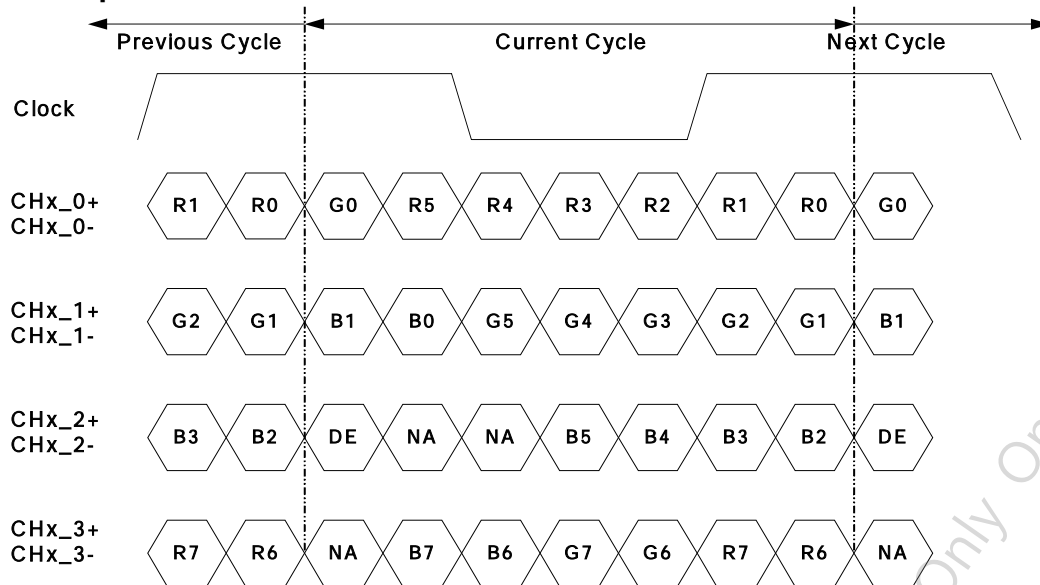 Previous Cycle Current Cycle Next Cycle
Clock
CHx_0+
CHx_0-
R1 R0 G0 R5 R4 R3 R2 R1 R0 G0
CHx_1+
CHx_1-
G2 G1 B1 B0 G5 G4 G3 G2 G1 B1
CHx_2+
CHx_2-
B3 B2 DE NA NA B5 B4 B3 B2 DE
CHx_3+
CHx_3-
R7 R6 NA B7 B6 G7 G6 R7 R6 NA
Only